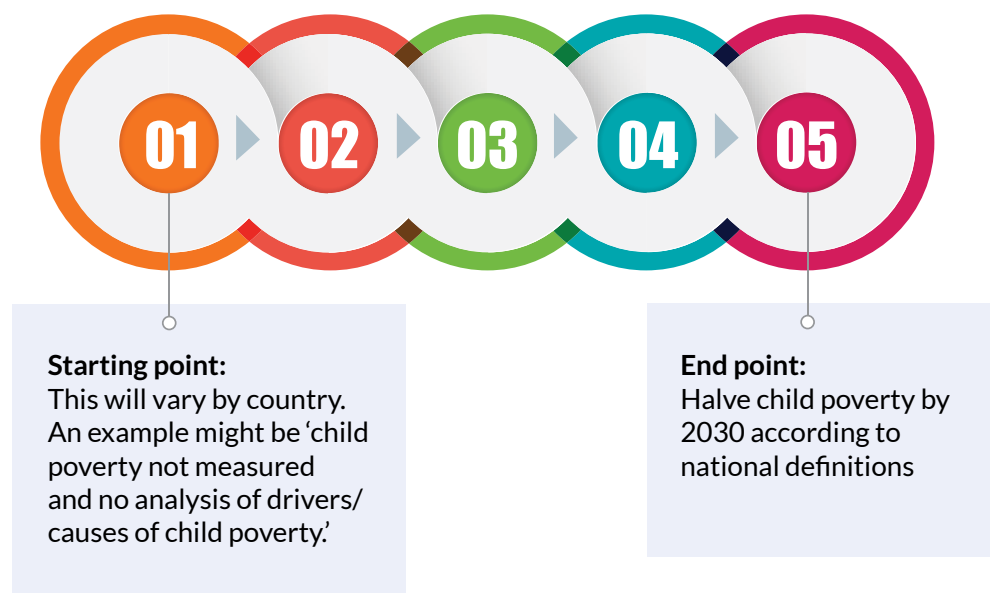 01
02
03
04
05
Starting point:
This will vary by country.
An example might be ‘child
poverty not measured
and no analysis of drivers/
causes of child poverty.’
End point:
Halve child poverty by
2030 according to
national definitions